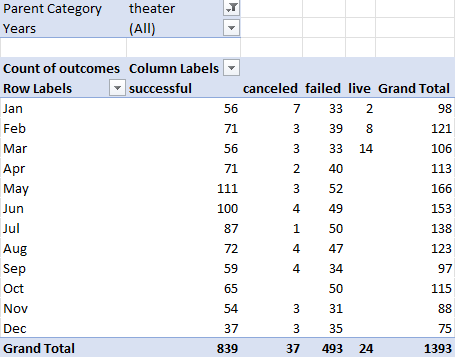 Parent Category theater
Years (All)
Count of outcomes Column Labels
Row Labels successful canceled failed live Grand Total
Jan 56 7 33 2 98
Feb 71 3 39 8 121
Mar 56 3 33 14 106
Apr 71 2 40 113
May 111 3 52 166
Jun 100 4 49 153
Jul 87 1 50 138
Aug 72 4 47 123
Sep 59 4 34 97
Oct 65 50 115
Nov 54 3 31 88
Dec 37 3 35 75
Grand Total 839 37 493 24 1393